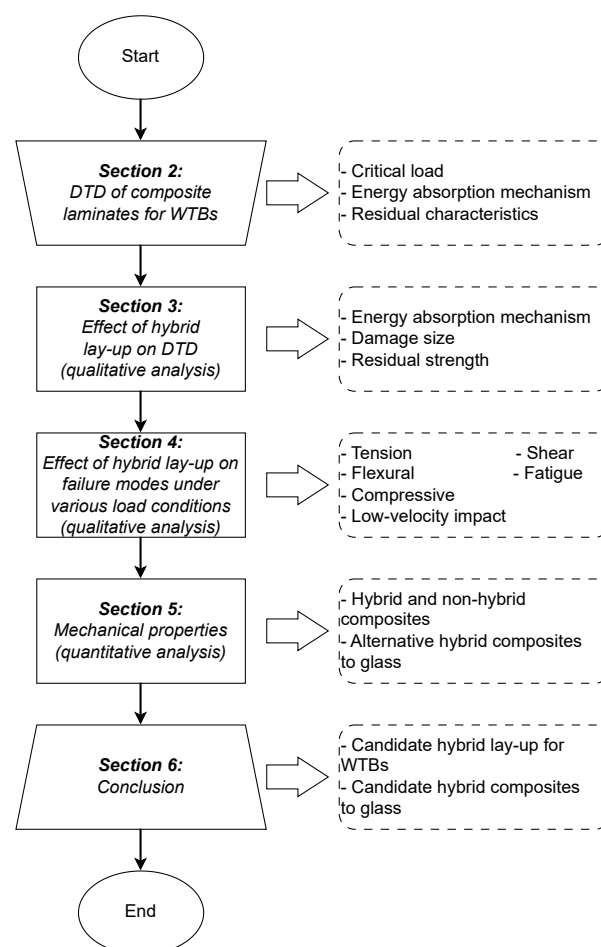 Start
Section 2:
DTD of composite
laminates for WTBs
- Critical load
- Energy absorption mechanism
- Residual characteristics
Section 3:
Effect of hybrid
lay-up on DTD
(qualitative analysis)
- Energy absorption mechanism
- Damage size
- Residual strength
Section 4:
Effect of hybrid lay-up on
failure modes under
various load conditions
(qualitative analysis)
- Tension - Shear
- Flexural - Fatigue
- Compressive
- Low-velocity impact
Section 5:
Mechanical properties
(quantitative analysis)
- Hybrid and non-hybrid
composites
- Alternative hybrid composites
to glass
Section 6:
Conclusion
- Candidate hybrid lay-up for
WTBs
- Candidate hybrid composites
to glass
End